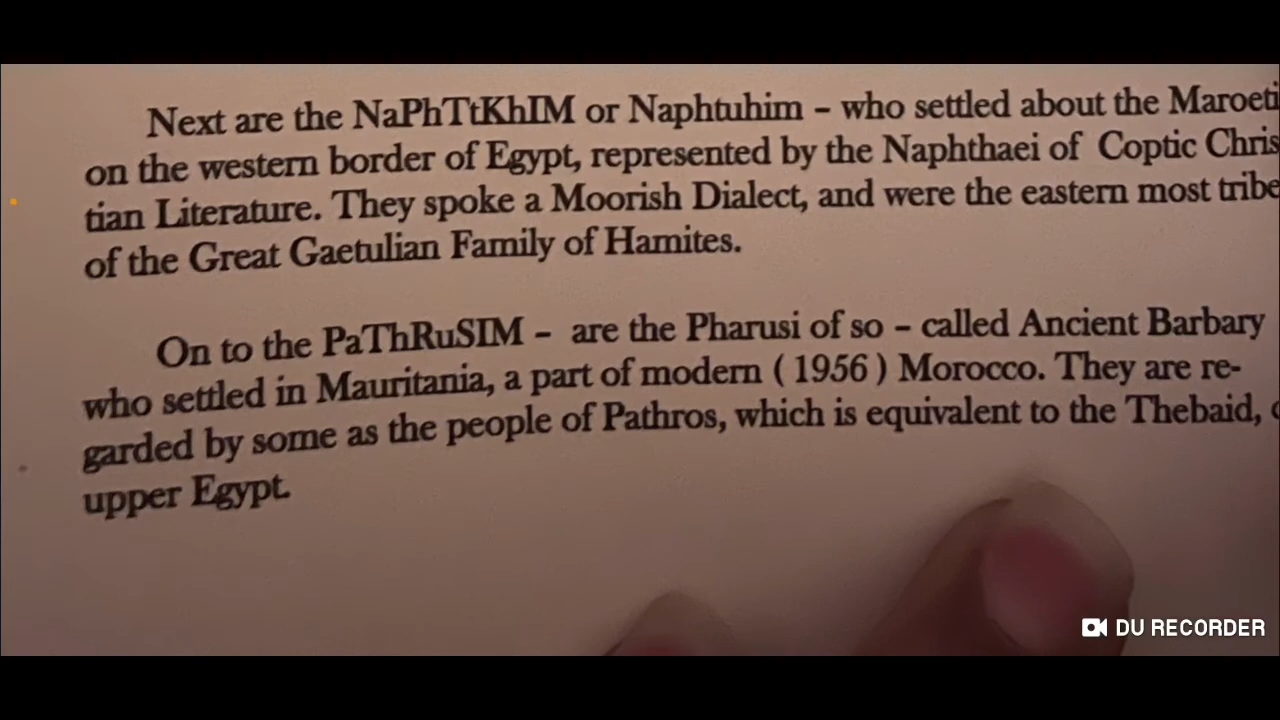 Next are the NaPhTtKhIM or Naphtuhim – who settled about the Maroeti
on the western border of Egypt, represented by the Naphthaei of Coptic Chris
tian Literature. They spoke a Moorish Dialect, and were the eastern most tribe
of the Great Gaetulian Family of Hamites.
On to the PaThRuSIM – are the Pharusi of so – called Ancient Barbary
who settled in Mauritania, a part of modern ( 1956 ) Morocco. They are re-
garded by some as the people of Pathros, which is equivalent to the Thebaid,
upper Egypt.
DU RECORDER